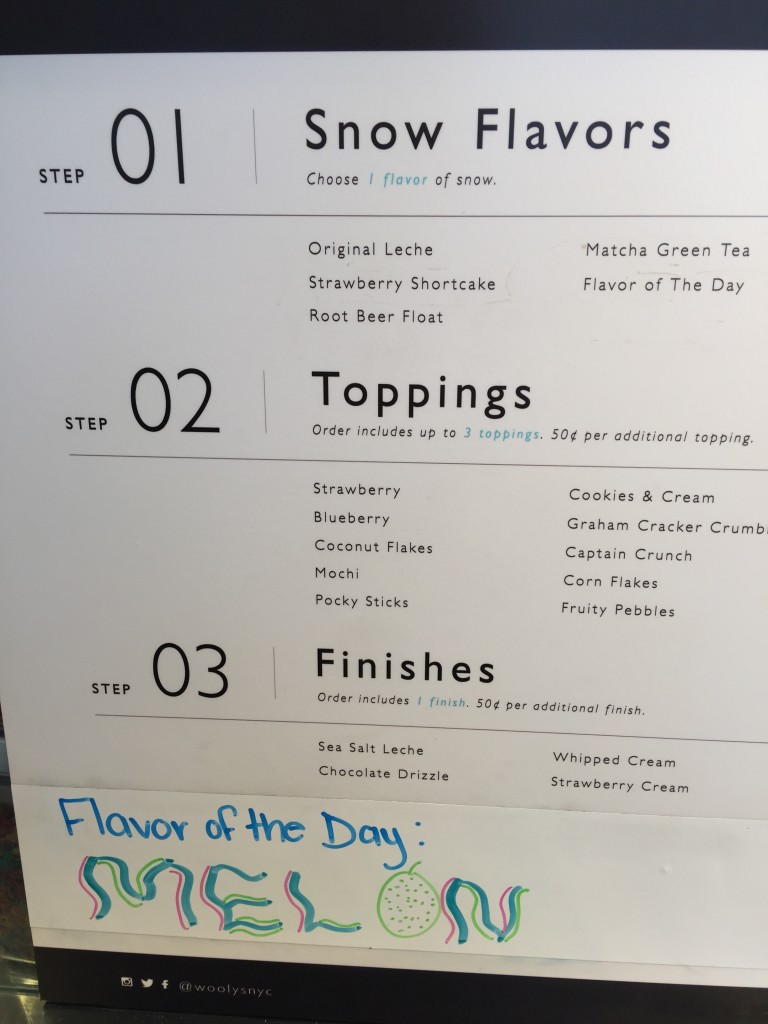 STEP 01
Snow Flavors
Choose 1 flavor of snow.
Original Leche
Strawberry Shortcake
Root Beer Float
Matcha Green Tea
Flavor of The Day
STEP 02
Toppings
Order includes up to 3 toppings. 50¢ per additional topping.
Strawberry
Blueberry
Coconut Flakes
Mochi
Pocky Sticks
Cookies & Cream
Graham Cracker Crumb
Captain Crunch
Corn Flakes
Fruity Pebbles
STEP 03
Finishes
Order includes 1 finish. 50¢ per additional finish.
Sea Salt Leche
Chocolate Drizzle
Whipped Cream
Strawberry Cream
Flavor of the Day:
MELON
@woolysnyc